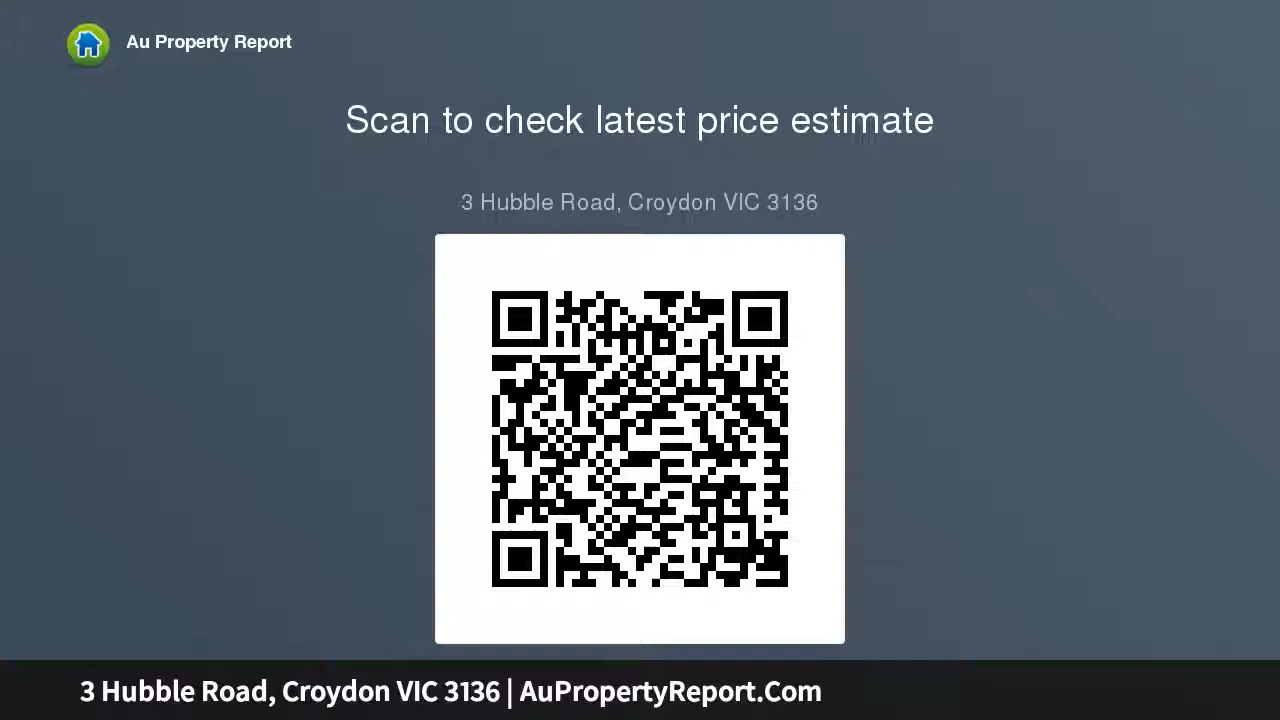 Au Property Report
Scan to check latest price estimate
3 Hubble Road, Croydon VIC 3136
3 Hubble Road, Croydon VIC 3136 | AuPropertyReport.Com